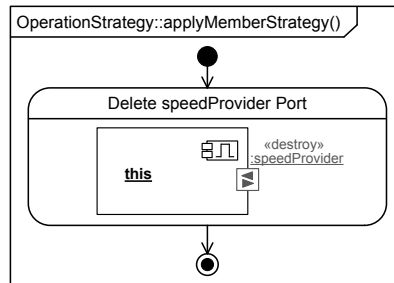 OperationStrategy::applyMemberStrategy()
Delete speedProvider Port
«destroy»
:speedProvider
this